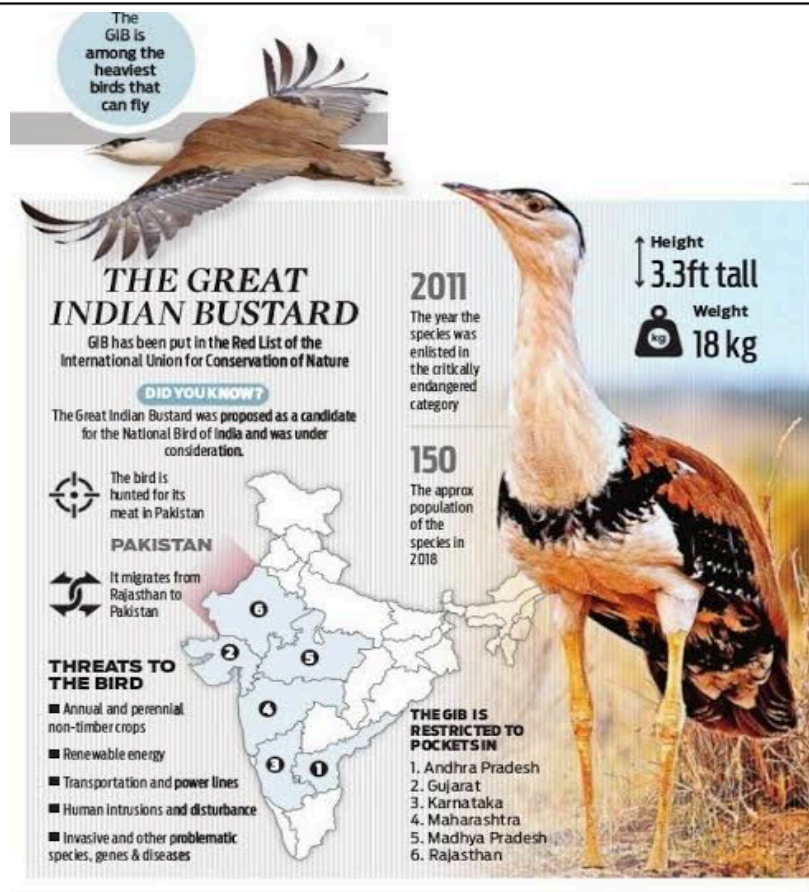 The
GIB is
among the
heaviest
birds that
can fly
THE GREAT
INDIAN BUSTARD
GIB has been put in the Red List of the
International Union for Conservation of Nature
DID YOU KNOW?
The Great Indian Bustard was proposed as a candidate
for the National Bird of India and was under
consideration.
The bird is
hunted for its
meat in Pakistan
PAKISTAN
It migrates from
Rajasthan to
Pakistan
THREATS TO
THE BIRD
■ Annual and perennial
non-timber crops
■ Renewable energy
■ Transportation and power lines
■ Human intrusions and disturbance
■ Invasive and other problematic
species, genes & diseases
6
2
5
4
3
1
2011
The year the
species was
enlisted in
the critically
endangered
category
150
The approx
population
of the
species in
2018
THE GIB IS
RESTRICTED TO
POCKETS IN
1. Andhra Pradesh
2. Gujarat
3. Karnataka
4. Maharashtra
5. Madhya Pradesh
6. Rajasthan
Height
3.3ft tall
Weight
kg
18 kg